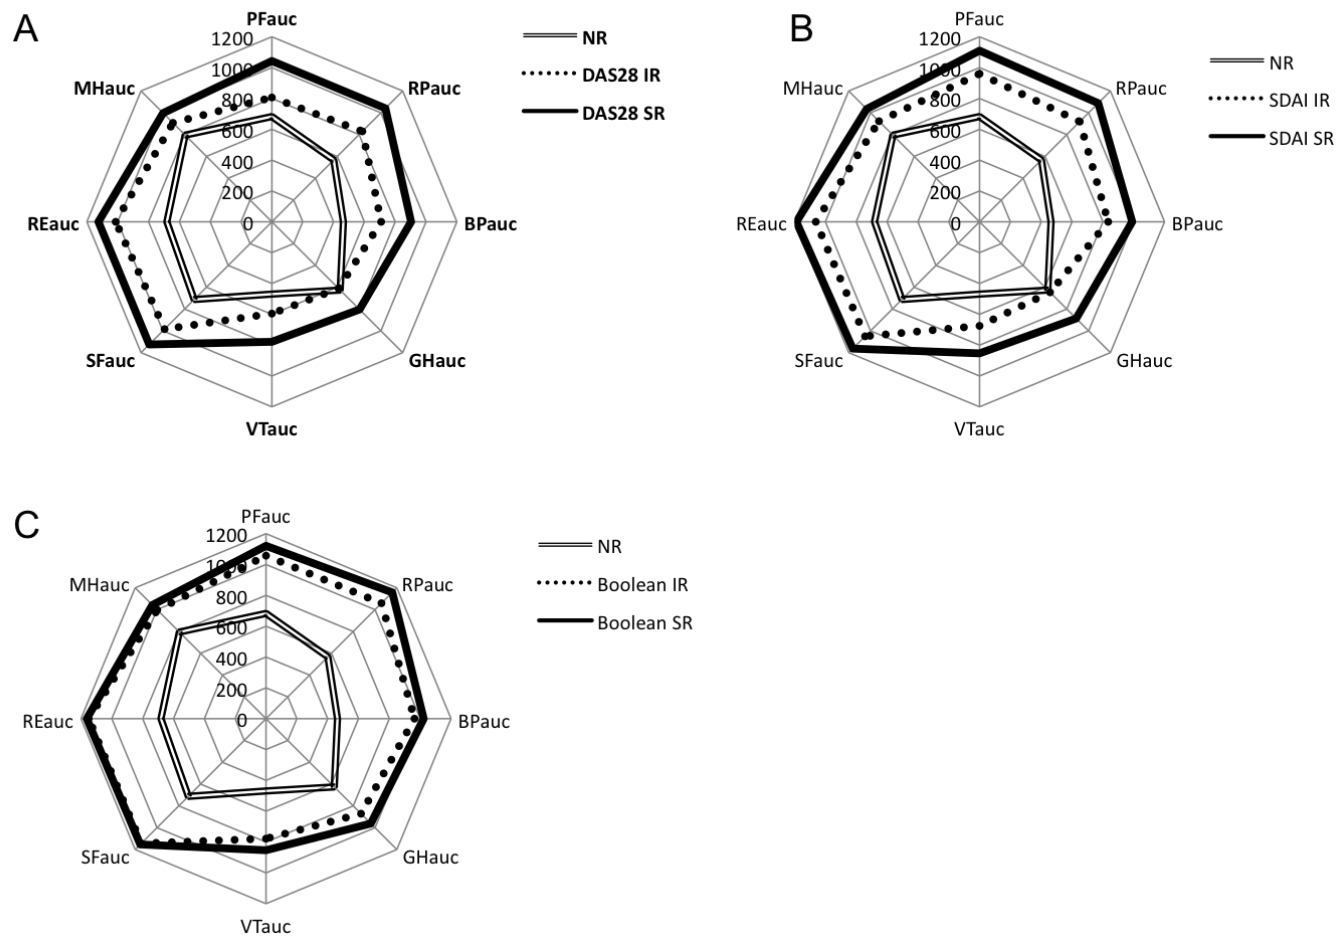 A
PFauc
1200
1000
800
600
400
200
0
MHauc
RPauc
REauc
BPauc
SFauc
GHauc
VTauc
NR
DAS28 IR
DAS28 SR
B
PFauc
1200
1000
800
600
400
200
0
MHauc
RPauc
REauc
BPauc
SFauc
GHauc
VTauc
NR
SDAI IR
SDAI SR
C
PFauc
1200
1000
800
600
400
200
0
MHauc
RPauc
REauc
BPauc
SFauc
GHauc
VTauc
NR
Boolean IR
Boolean SR